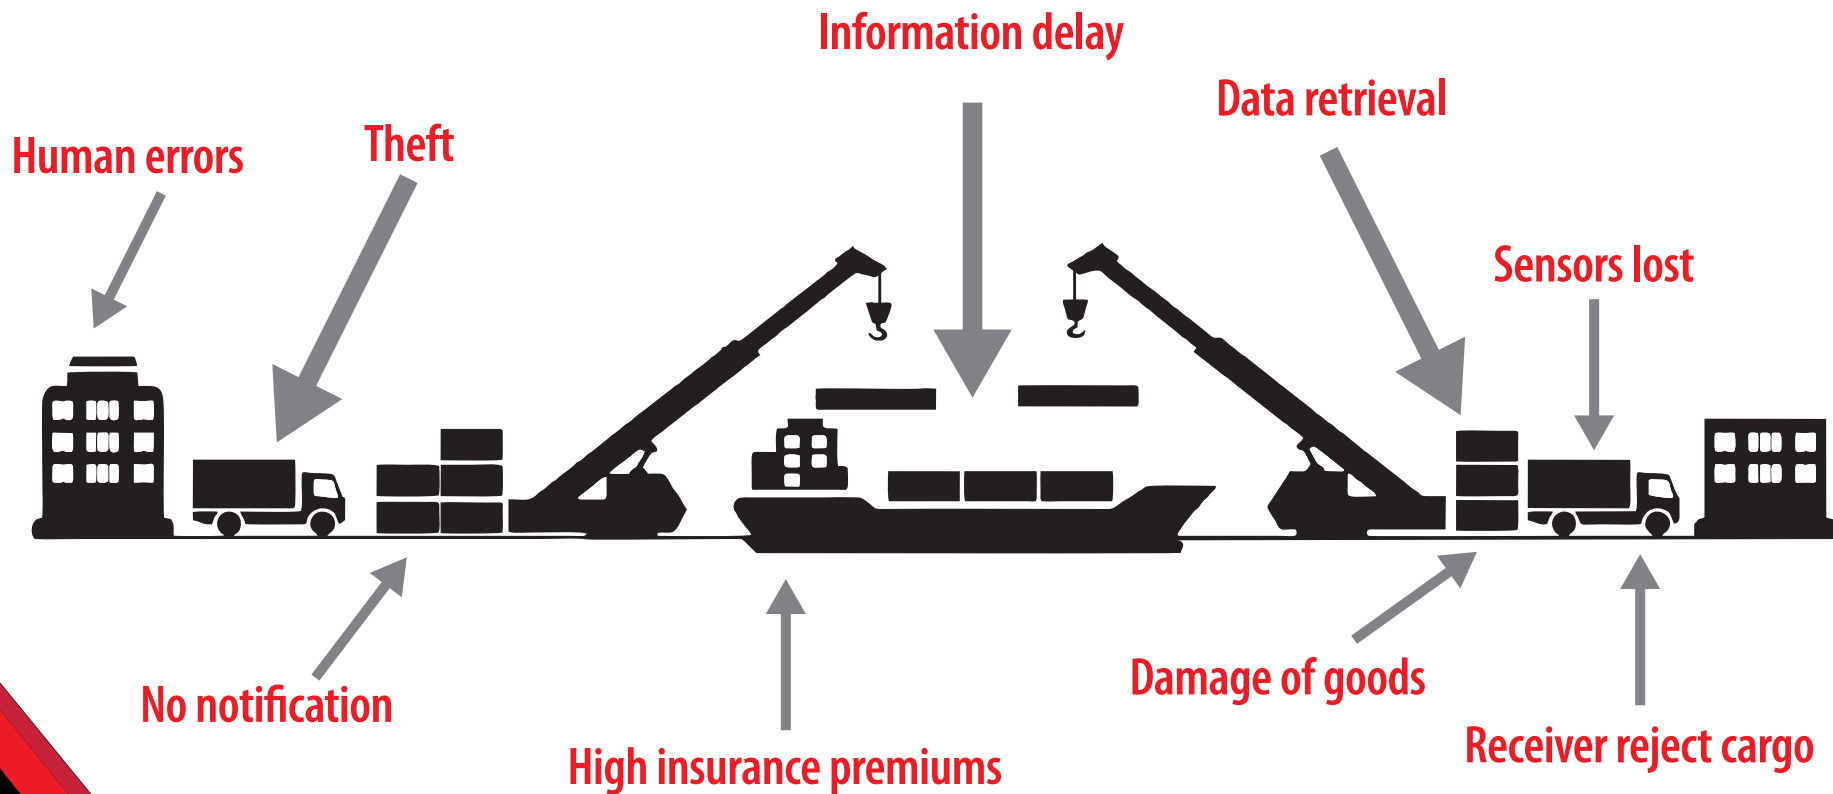 Information delay
Data retrieval
Theft
Human errors
Sensors lost
No notification
Damage of goods
Receiver reject cargo
High insurance premiums